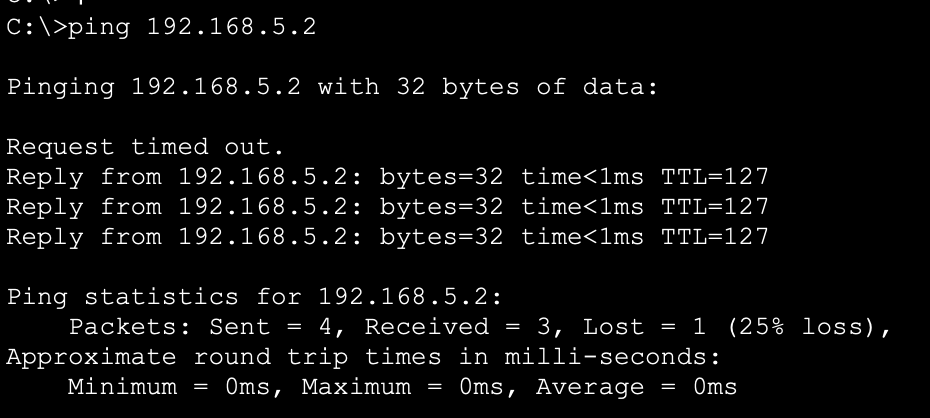 C:\>ping 192.168.5.2
Pinging 192.168.5.2 with 32 bytes of data:
Request timed out.
Reply from 192.168.5.2: bytes=32 time<1ms TTL=127
Reply from 192.168.5.2: bytes=32 time<1ms TTL=127
Reply from 192.168.5.2: bytes=32 time<1ms TTL=127
Ping statistics for 192.168.5.2:
Packets: Sent = 4, Received = 3, Lost = 1 (25% loss),
Approximate round trip times in milli-seconds:
Minimum = 0ms, Maximum = 0ms, Average = 0ms